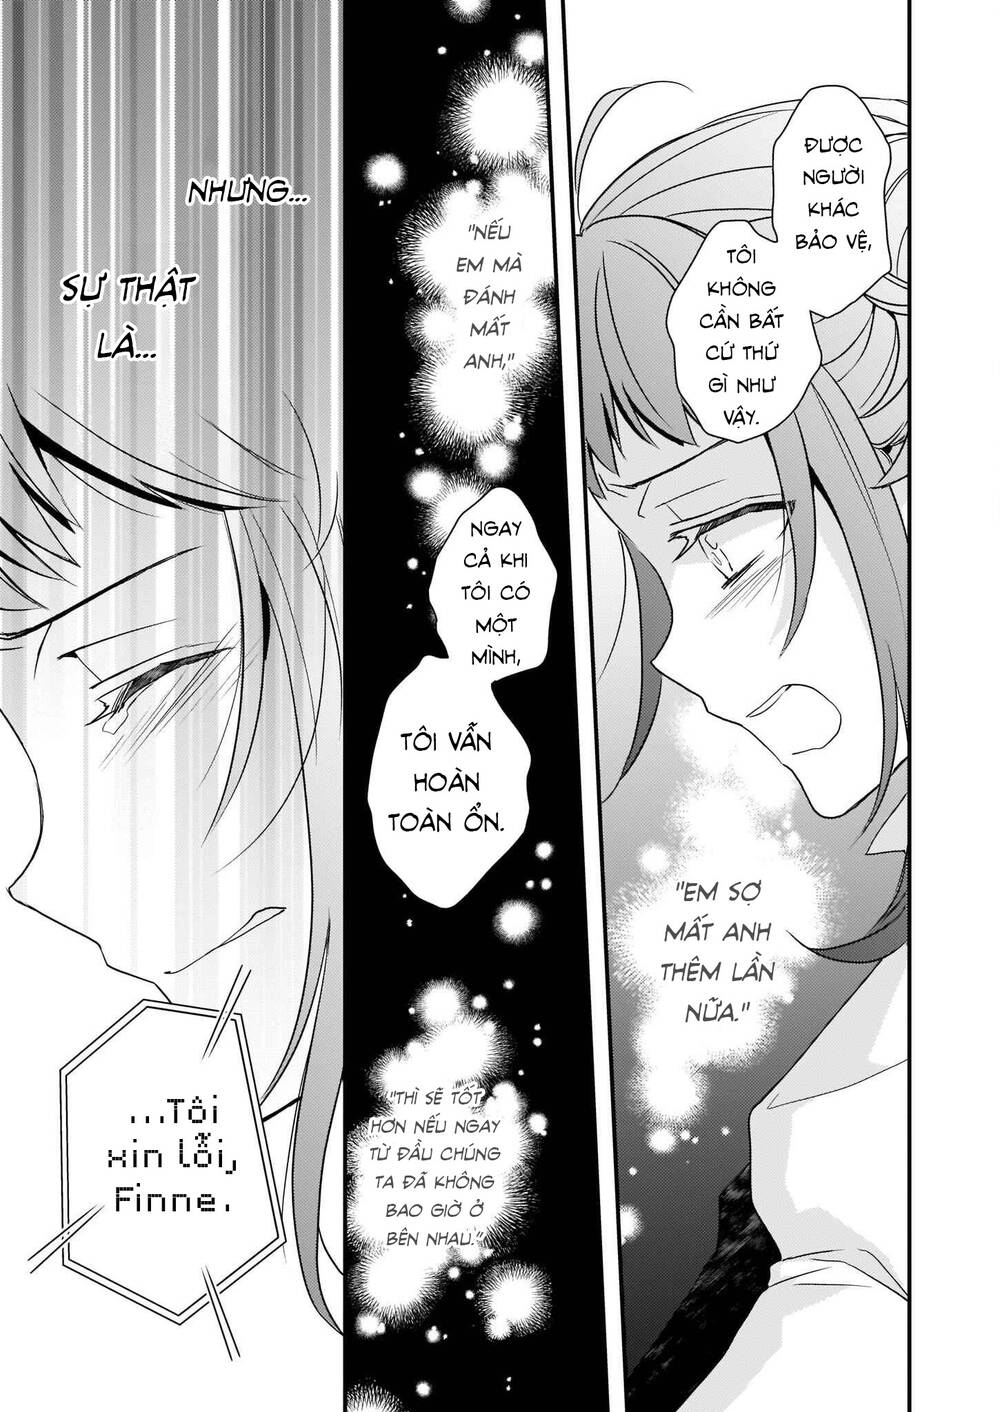 ĐƯỢC
NGƯỜI
KHÁC
BẢO VỆ,
TÔI
KHÔNG
CẦN BẤT
CỨ THỨ
GÌ NHƯ
VẬY.
"EM SỢ
MẤT ANH
THÊM LẦN
NỮA."
"NẾU
EM MÀ
ĐÁNH
MẤT
ANH,"
NGAY
CẢ KHI
TÔI CÓ
MỘT
MÌNH,
TÔI VẪN
HOÀN
TOÀN ỔN.
"THÌ SẼ TỐT
HƠN NẾU NGAY
TỪ ĐẦU CHÚNG
TA ĐÃ KHÔNG
BAO GIỜ Ở
BÊN NHAU."
NHƯNG...
SỰ THẬT
LÀ...
...Tôi
xin lỗi,
Finne.